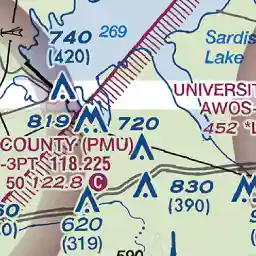 740
(420)
269
Sardis
Lake
UNIVERSIT
AWOS-
819
720
452 *L
COUNTY (PMU)
-3PT 118.225
50 122.8 C
830
(390)
620
(319)
590